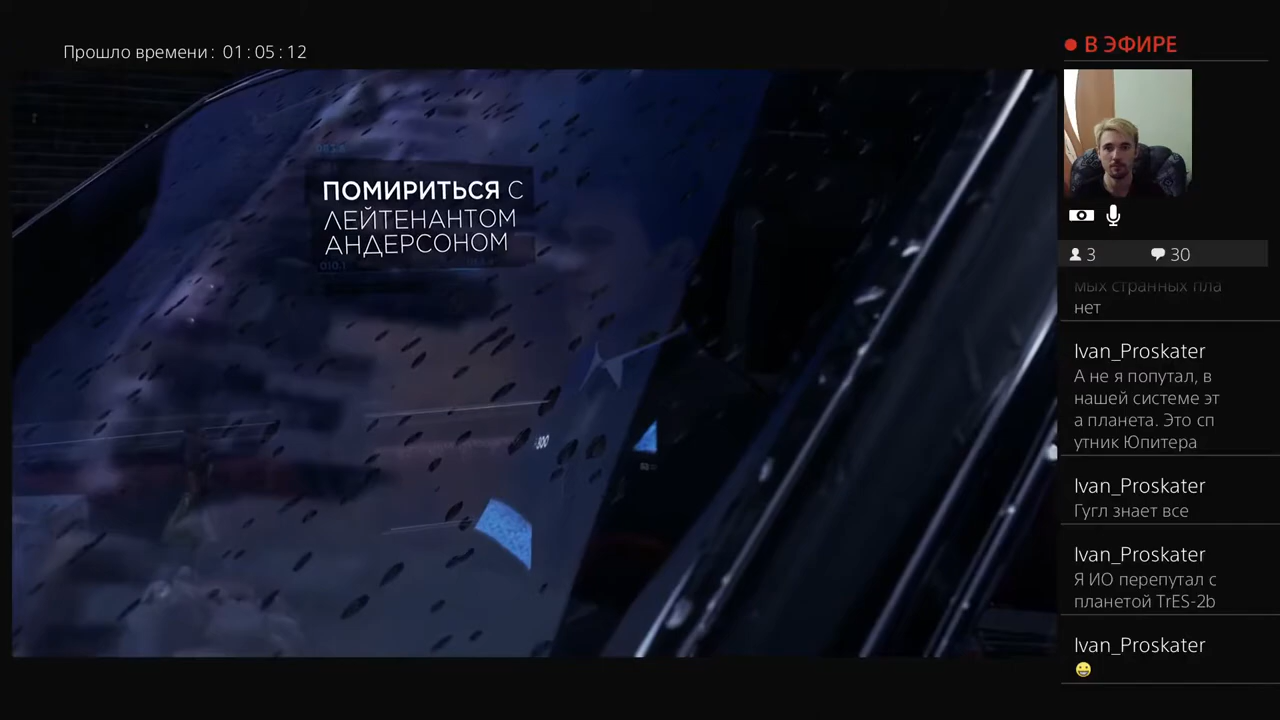 Прошло времени: 01:05:12
В ЭФИРЕ
ПОМИРИТЬСЯ С
ЛЕЙТЕНАНТОМ
АНДЕРСОНОМ
3
30
мых странных пла
нет
Ivan_Proskater
А не я попутал, в
нашей системе эт
а планета. Это сп
утник Юпитера
Ivan_Proskater
Гугл знает все
Ivan_Proskater
Я ИО перепутал с
планетой TrES-2b
Ivan_Proskater
😀